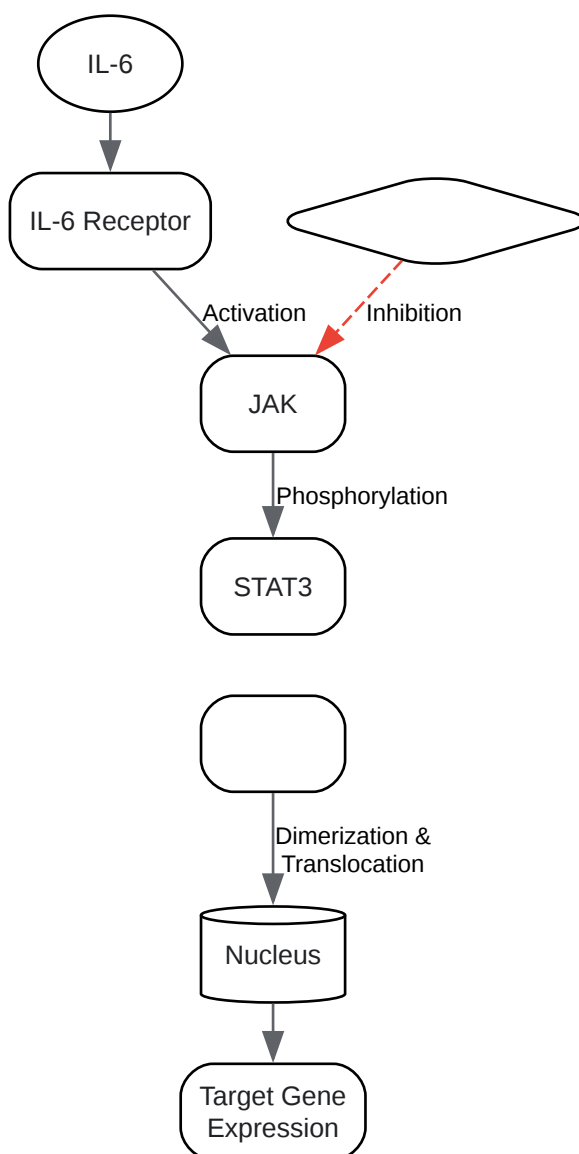 IL-6
IL-6 Receptor
Activation
Inhibition
JAK
Phosphorylation
STAT3
Dimerization &
Translocation
Nucleus
Target Gene
Expression